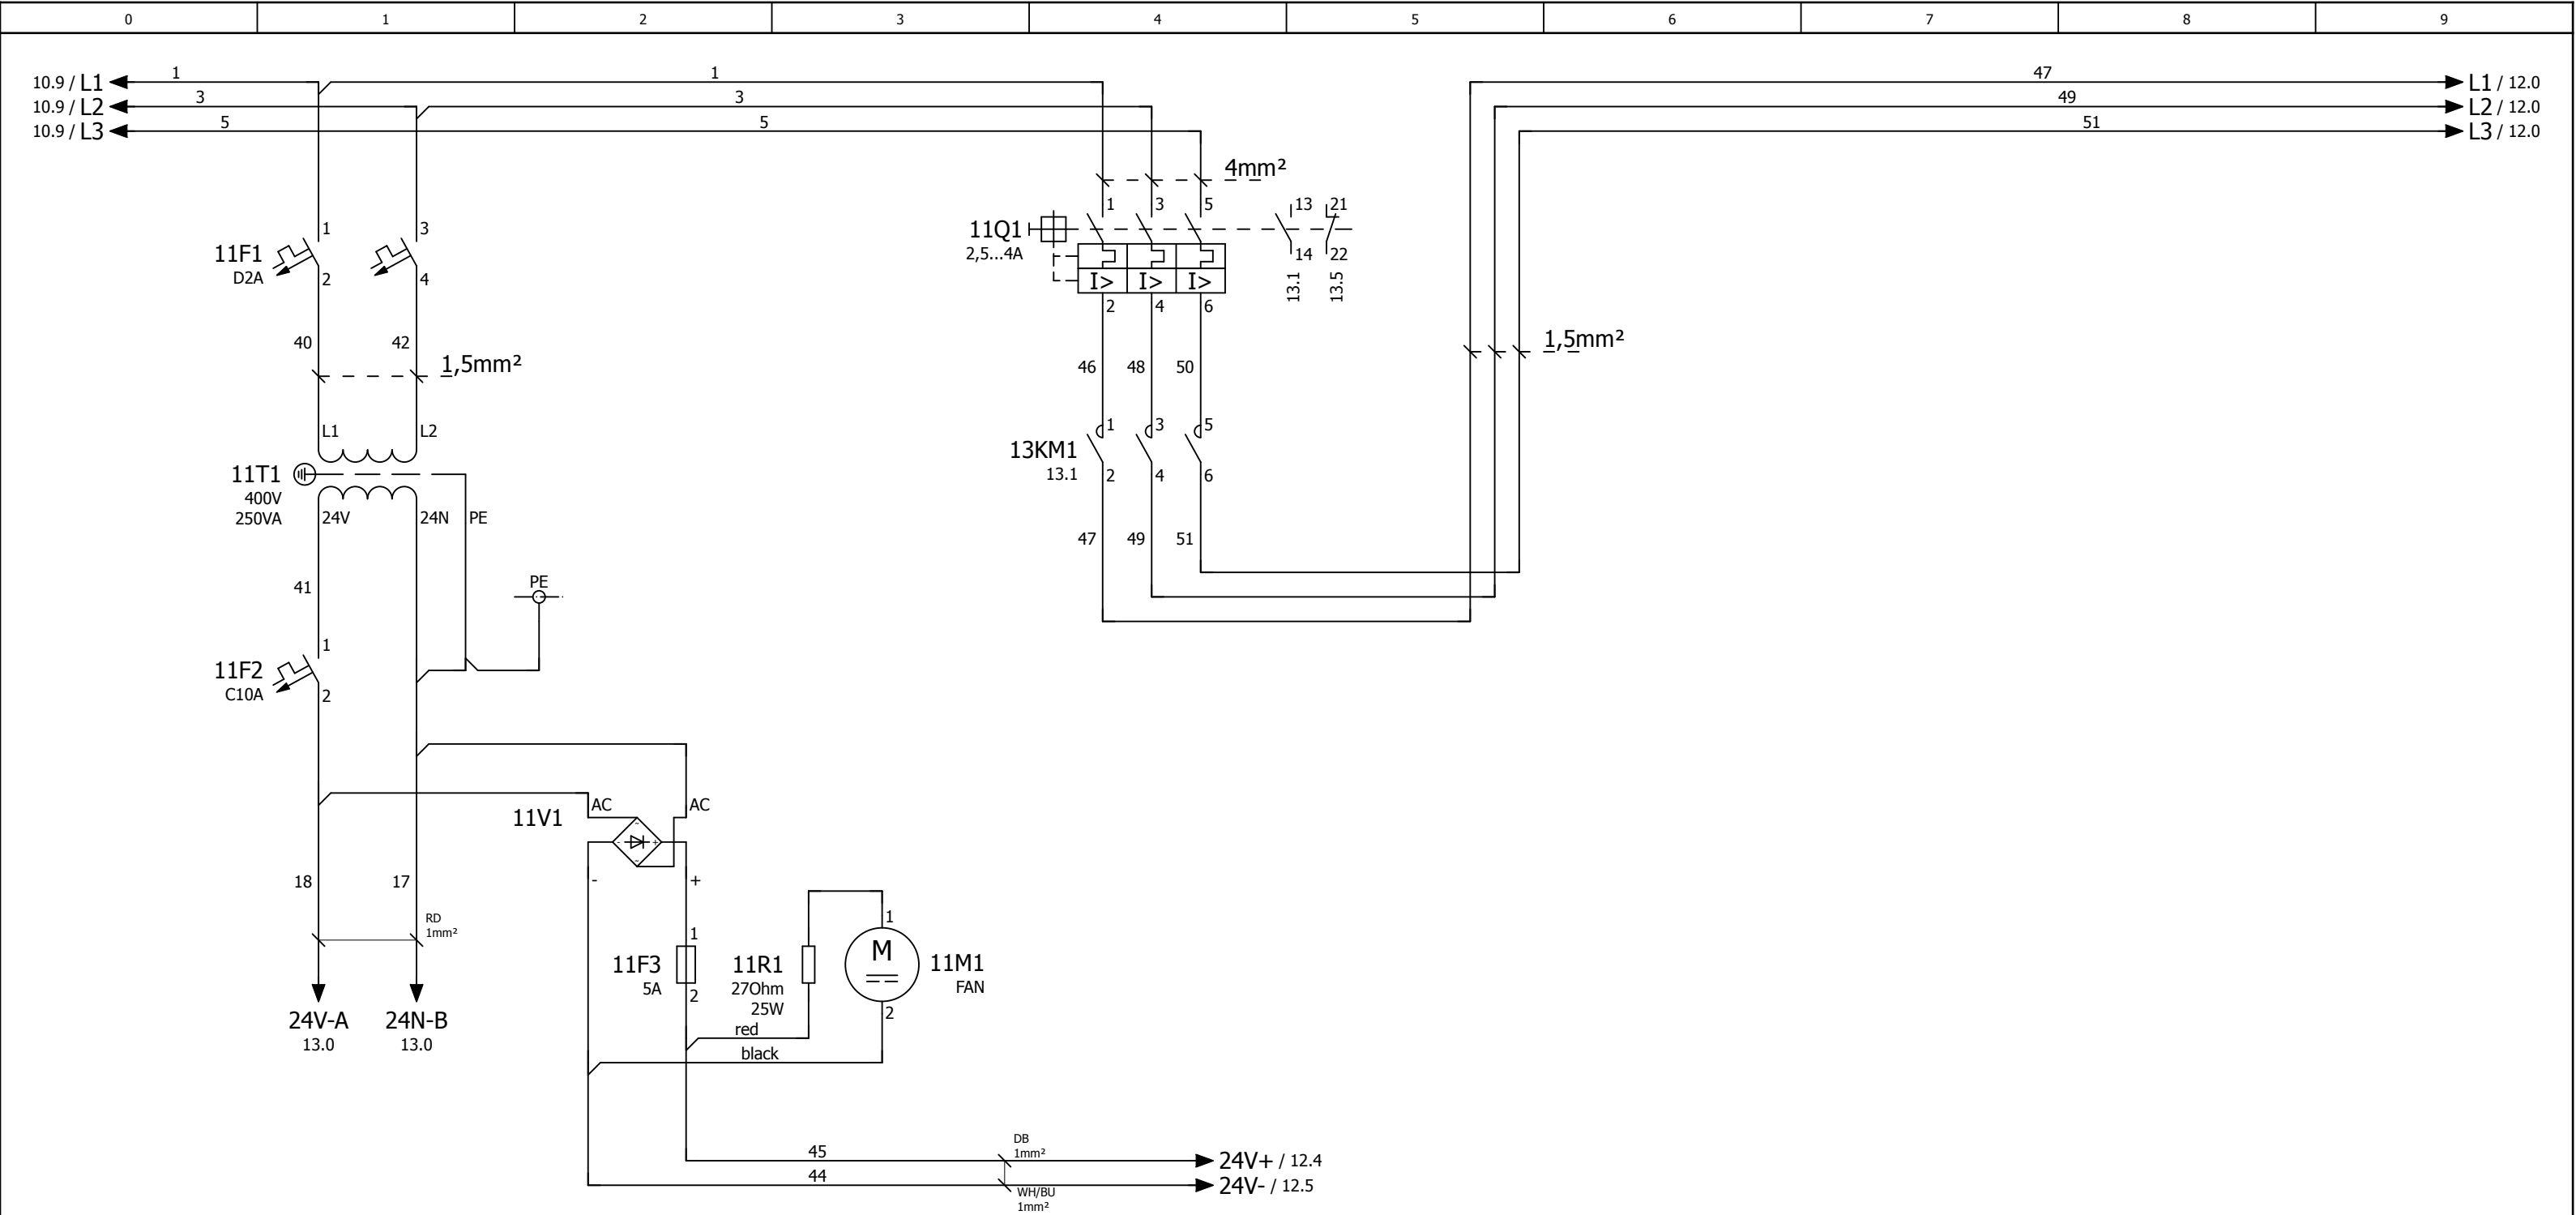 0 1 2 3 4 5 6 7 8 9
10.9 / L1 1 1 47 L1 / 12.0
10.9 / L2 3 3 49 L2 / 12.0
10.9 / L3 5 5 51 L3 / 12.0
4mm²
1 3 5 13 21
11Q1
2,5...4A
14 22
I> I> I>
2 4 6
13.1 13.5
1 3
11F1
D2A
2 4
40 42
1,5mm²
1,5mm²
46 48 50
L1 L2
1 3 5
13KM1
13.1
2 4 6
11T1
400V
250VA
24V 24N PE
47 49 51
41
PE
1
11F2
C10A
2
AC AC
11V1
- +
- +
18 17
RD
1mm²
1
11F3
5A
2
11R1
27Ohm
25W
1
M
11M1
FAN
2
24V-A 24N-B
13.0 13.0
red
black
45
DB
1mm²
24V+ / 12.4
44
24V- / 12.5
WH/BU
1mm²